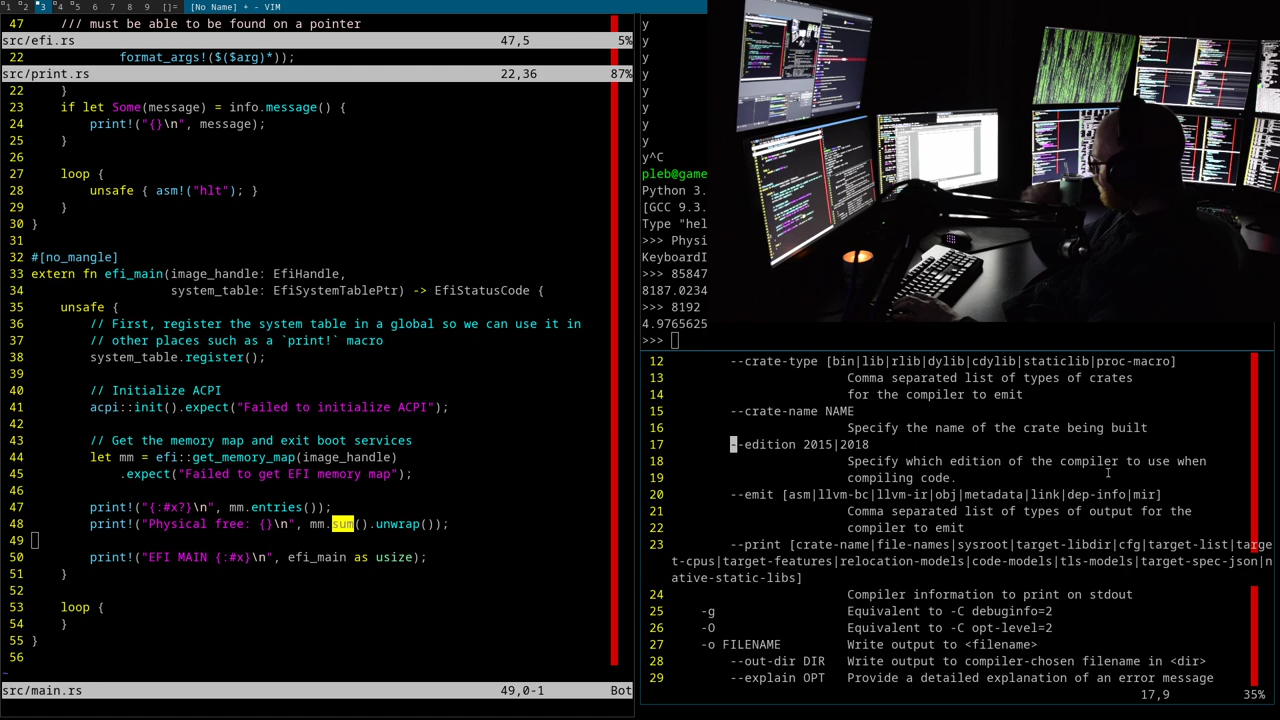 1 2 3 4 5 6 7 8 9 []= [No Name] + - VIM
47 /// must be able to be found on a pointer
src/efi.rs 47,5 5%
22 format_args!($($arg)*));
src/print.rs 22,36 87%
22 }
23 if let Some(message) = info.message() {
24 print!("{}\n", message);
25 }
26
27 loop {
28 unsafe { asm!("hlt"); }
29 }
30 }
31
32 #[no_mangle]
33 extern fn efi_main(image_handle: EfiHandle,
34 system_table: EfiSystemTablePtr) -> EfiStatusCode {
35 unsafe {
36 // First, register the system table in a global so we can use it in
37 // other places such as a `print!` macro
38 system_table.register();
39
40 // Initialize ACPI
41 acpi::init().expect("Failed to initialize ACPI");
42
43 // Get the memory map and exit boot services
44 let mm = efi::get_memory_map(image_handle)
45 .expect("Failed to get EFI memory map");
46
47 print!("{:#x?}\n", mm.entries());
48 print!("Physical free: {}\n", mm.sum().unwrap());
49
50 print!("EFI MAIN {:#x}\n", efi_main as usize);
51 }
52
53 loop {
54 }
55 }
56
~
src/main.rs 49,0-1 Bot
y
y
y
y
y
y
y
y
y^C
pleb@game
Python 3.
[GCC 9.3.
Type "hel
>>> Physi
KeyboardI
>>> 85847
8187.0234
>>> 8192
4.9765625
>>>
12 --crate-type [bin|lib|rlib|dylib|cdylib|staticlib|proc-macro]
13 Comma separated list of types of crates
14 for the compiler to emit
15 --crate-name NAME
16 Specify the name of the crate being built
17 --edition 2015|2018
18 Specify which edition of the compiler to use when
19 compiling code.
20 --emit [asm|llvm-bc|llvm-ir|obj|metadata|link|dep-info|mir]
21 Comma separated list of types of output for the
22 compiler to emit
23 --print [crate-name|file-names|sysroot|target-libdir|cfg|target-list|targe
t-cpus|target-features|relocation-models|code-models|tls-models|target-spec-json|n
ative-static-libs]
24 Compiler information to print on stdout
25 -g Equivalent to -C debuginfo=2
26 -O Equivalent to -C opt-level=2
27 -o FILENAME Write output to <filename>
28 --out-dir DIR Write output to compiler-chosen filename in <dir>
29 --explain OPT Provide a detailed explanation of an error message
17,9 35%